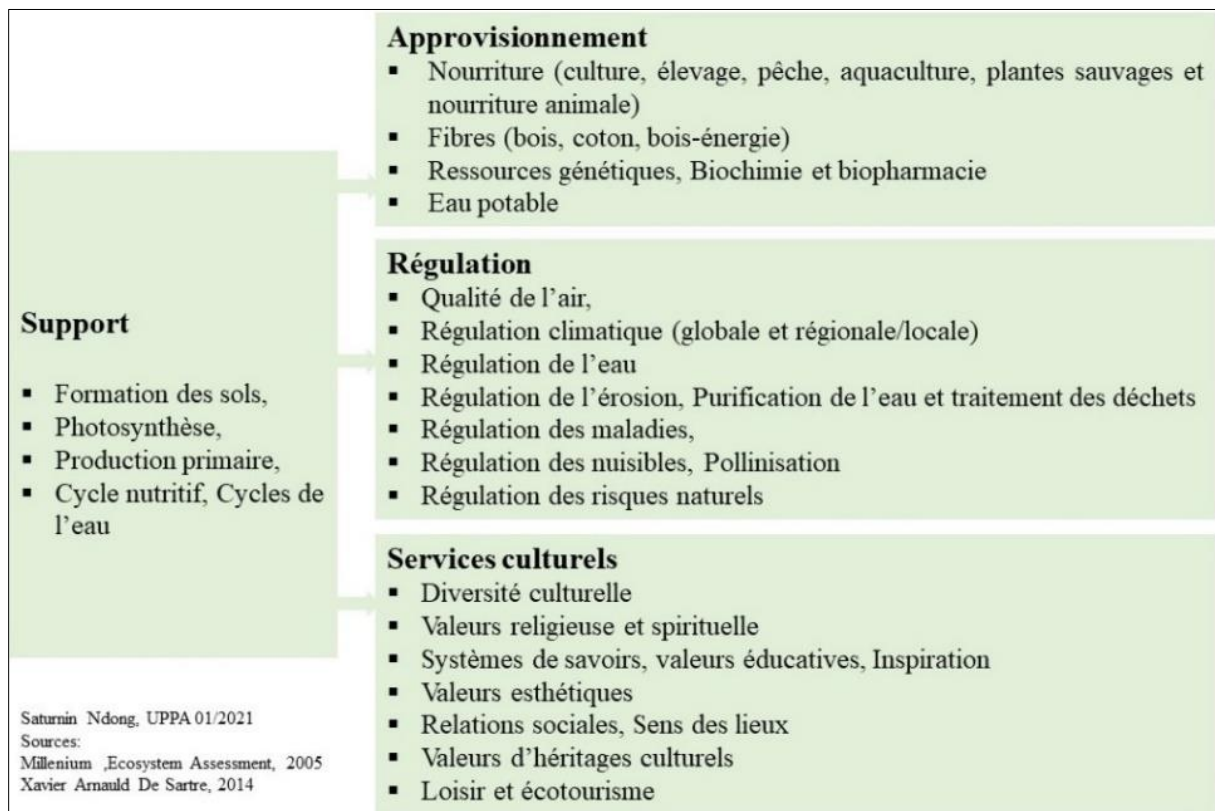 Approvisionnement
▪ Nourriture (culture, élevage, pêche, aquaculture, plantes sauvages et
nourriture animale)
▪ Fibres (bois, coton, bois-énergie)
▪ Ressources génétiques, Biochimie et biopharmacie
▪ Eau potable
Support
▪ Formation des sols,
▪ Photosynthèse,
▪ Production primaire,
▪ Cycle nutritif, Cycles de
l’eau
Régulation
▪ Qualité de l’air,
▪ Régulation climatique (globale et régionale/locale)
▪ Régulation de l’eau
▪ Régulation de l’érosion, Purification de l’eau et traitement des déchets
▪ Régulation des maladies,
▪ Régulation des nuisibles, Pollinisation
▪ Régulation des risques naturels
Services culturels
▪ Diversité culturelle
▪ Valeurs religieuse et spirituelle
▪ Systèmes de savoirs, valeurs éducatives, Inspiration
▪ Valeurs esthétiques
▪ Relations sociales, Sens des lieux
▪ Valeurs d’héritages culturels
▪ Loisir et écotourisme
Saturnin Ndong, UPPA 01/2021
Sources:
Millenium ,Ecosystem Assessment, 2005
Xavier Arnauld De Sartre, 2014